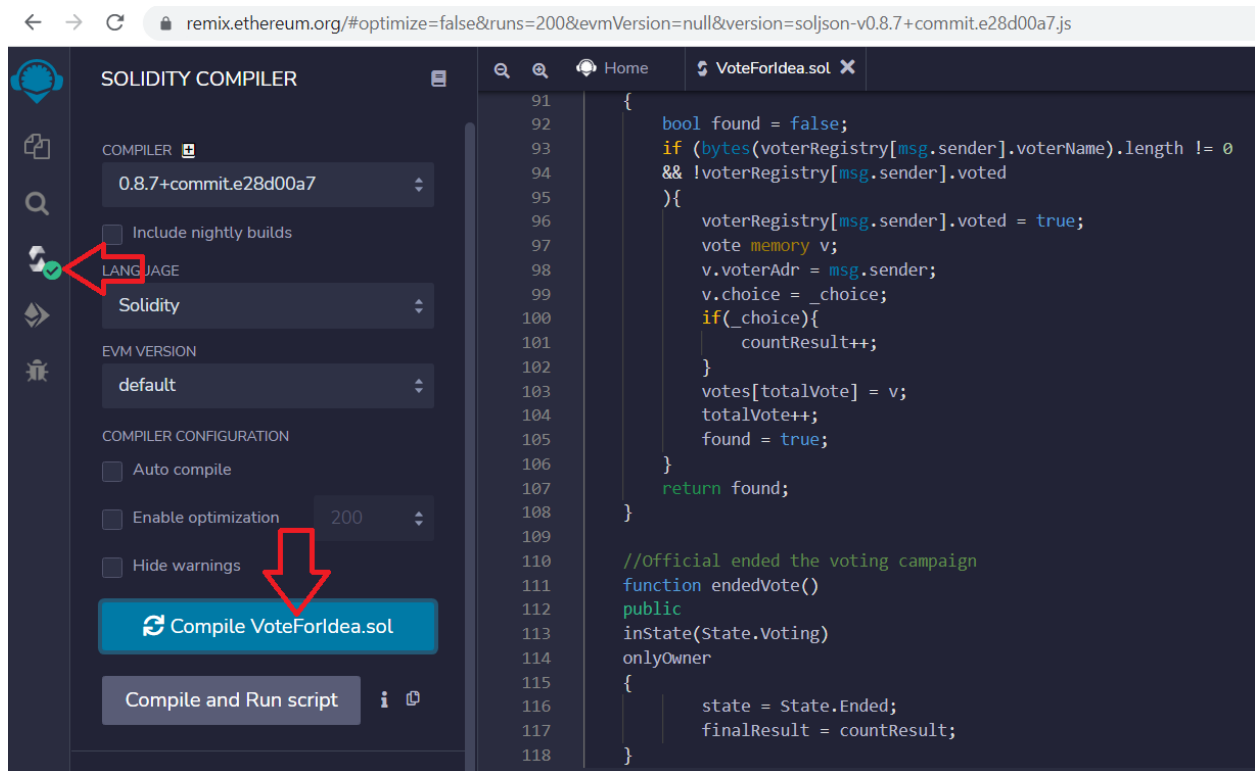 remix.ethereum.org/#optimize=false&runs=200&evmVersion=null&version=soljson-v0.8.7+commit.e28d00a7.js
SOLIDITY COMPILER
COMPILER
0.8.7+commit.e28d00a7
Include nightly builds
LANGUAGE
Solidity
EVM VERSION
default
COMPILER CONFIGURATION
Auto compile
Enable optimization 200
Hide warnings
Compile VoteForIdea.sol
Compile and Run script
Home VoteForIdea.sol
91 {
92 bool found = false;
93 if (bytes(voterRegistry[msg.sender].voterName).length != 0
94 && !voterRegistry[msg.sender].voted
95 ){
96 voterRegistry[msg.sender].voted = true;
97 vote memory v;
98 v.voterAdr = msg.sender;
99 v.choice = _choice;
100 if(_choice){
101 countResult++;
102 }
103 votes[totalVote] = v;
104 totalVote++;
105 found = true;
106 }
107 return found;
108 }
109
110 //Official ended the voting campaign
111 function endedVote()
112 public
113 inState(State.Voting)
114 onlyOwner
115 {
116 state = State.Ended;
117 finalResult = countResult;
118 }